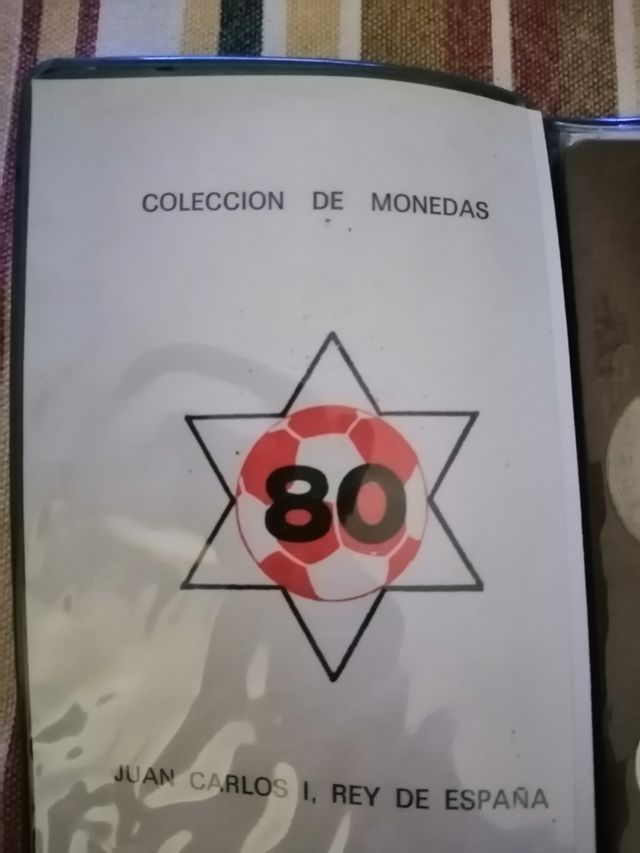 COLECCION DE MONEDAS
80
JUAN CARLOS I, REY DE ESPAÑA